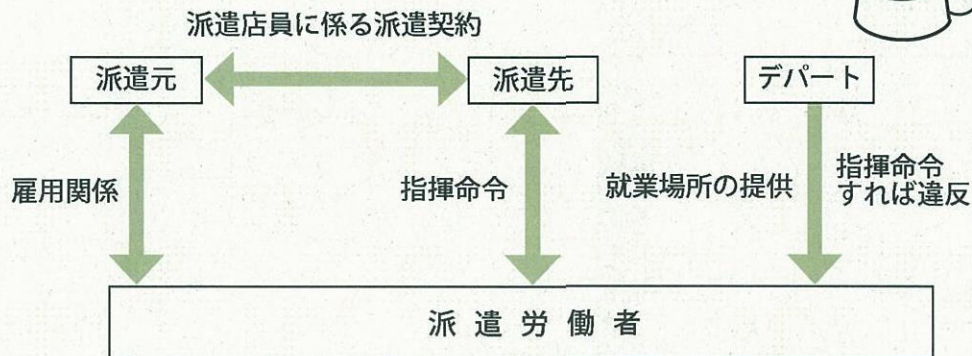 派遣店員に係る派遣契約
派遣元
派遣先
デパート
雇用関係
指揮命令
就業場所の提供
指揮命令
すれば違反
派遣労働者